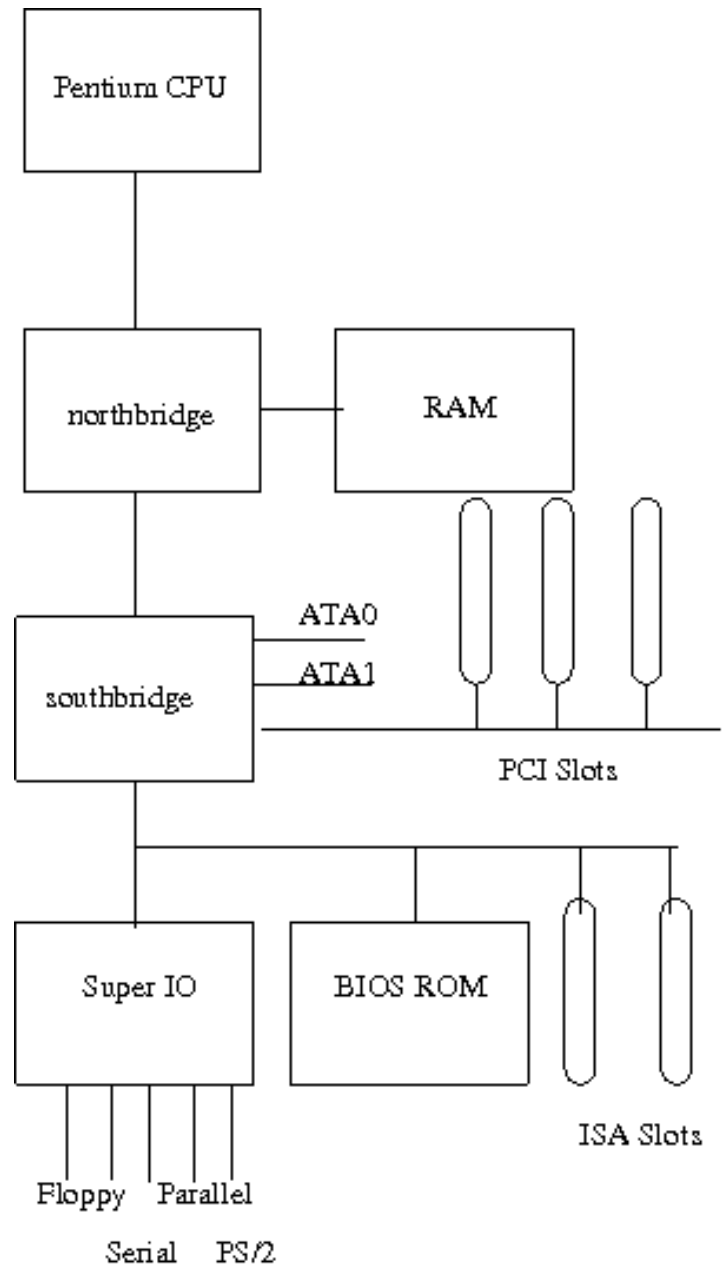 Pentium CPU
northbridge
RAM
ATA0
ATA1
southbridge
PCI Slots
Super IO
BIOS ROM
ISA Slots
Floppy
Parallel
Serial
PS/2